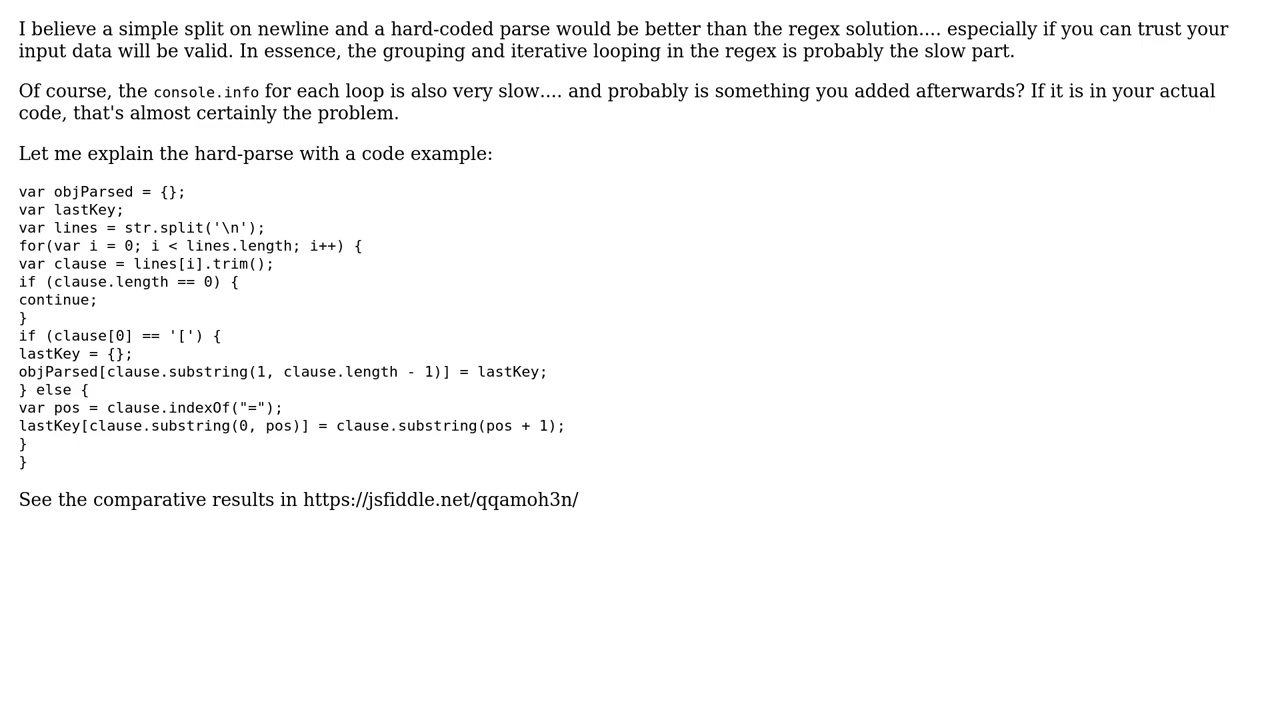 I believe a simple split on newline and a hard-coded parse would be better than the regex solution.... especially if you can trust your
input data will be valid. In essence, the grouping and iterative looping in the regex is probably the slow part.
Of course, the console.info for each loop is also very slow.... and probably is something you added afterwards? If it is in your actual
code, that's almost certainly the problem.
Let me explain the hard-parse with a code example:
var objParsed = {};
var lastKey;
var lines = str.split('\n');
for(var i = 0; i < lines.length; i++) {
var clause = lines[i].trim();
if (clause.length == 0) {
continue;
}
if (clause[0] == '[') {
lastKey = {};
objParsed[clause.substring(1, clause.length - 1)] = lastKey;
} else {
var pos = clause.indexOf("=");
lastKey[clause.substring(0, pos)] = clause.substring(pos + 1);
}
}
See the comparative results in https://jsfiddle.net/qqamoh3n/